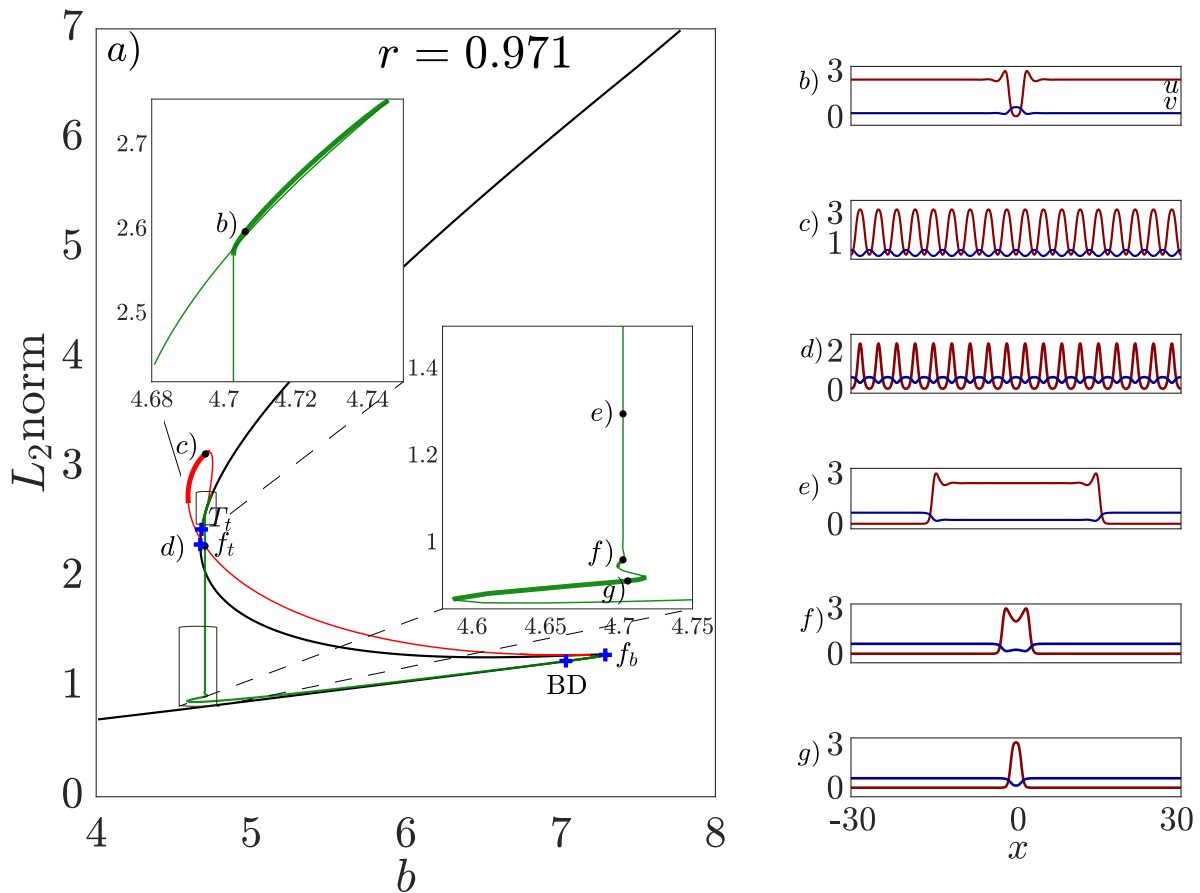 a)
r = 0.971
L₂norm
7
6
5
4
3
2
1
0
4
5
6
7
8
b
2.7
2.6
2.5
4.68
4.7
4.72
4.74
b)
1.4
1.2
1
4.6
4.65
4.7
4.75
e)
f)
g)
c)
T_t
d)
f_t
f_b
BD
b)
3
0
u
v
c)
3
1
d)
2
0
e)
3
0
f)
3
0
g)
3
0
-30
0
30
x